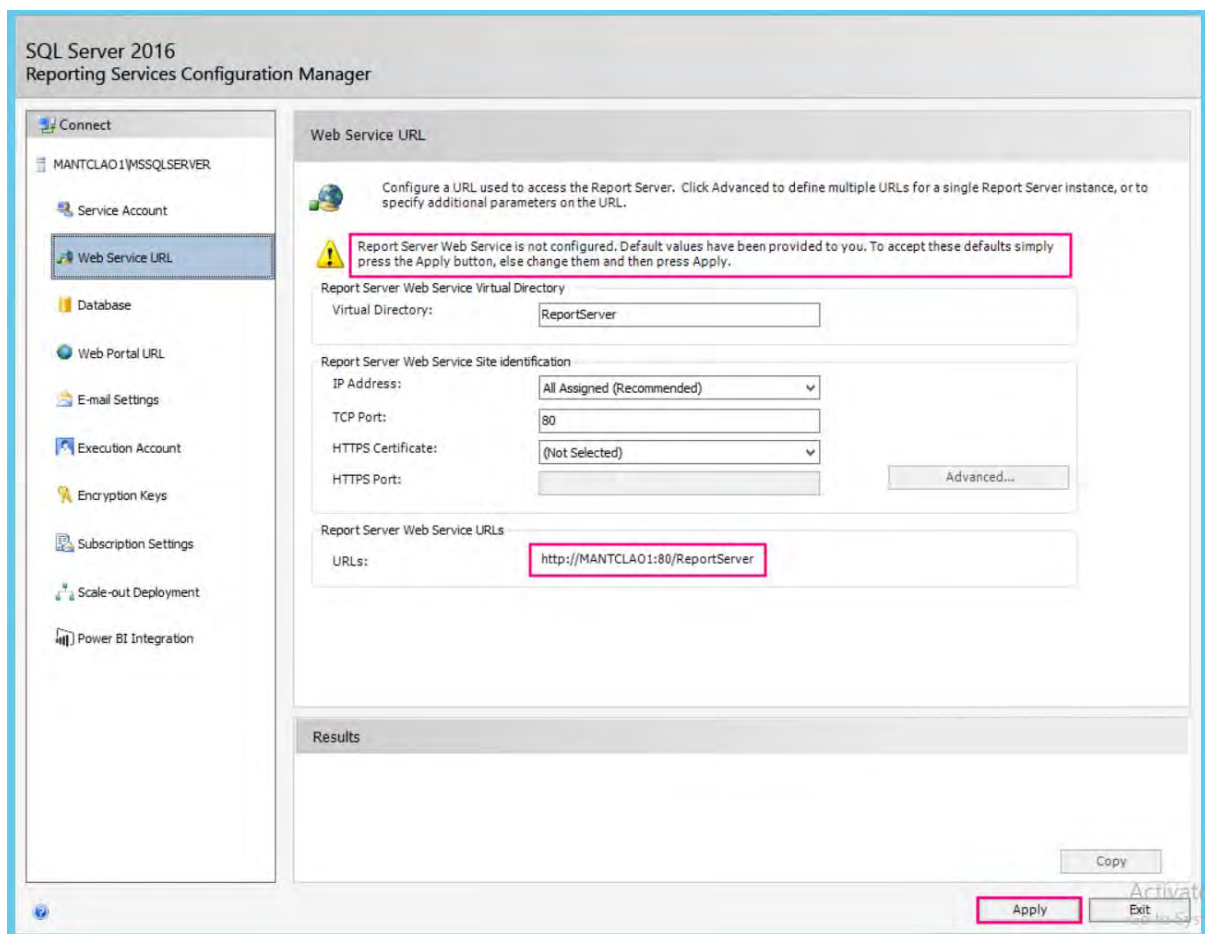 SQL Server 2016
Reporting Services Configuration Manager
Connect
MANTCLAO1\MSSQLSERVER
Service Account
Web Service URL
Database
Web Portal URL
E-mail Settings
Execution Account
Encryption Keys
Subscription Settings
Scale-out Deployment
Power BI Integration
Web Service URL
Configure a URL used to access the Report Server. Click Advanced to define multiple URLs for a single Report Server instance, or to
specify additional parameters on the URL.
Report Server Web Service is not configured. Default values have been provided to you. To accept these defaults simply
press the Apply button, else change them and then press Apply.
Report Server Web Service Virtual Directory
Virtual Directory: ReportServer
Report Server Web Service Site identification
IP Address: All Assigned (Recommended)
TCP Port: 80
HTTPS Certificate: (Not Selected)
HTTPS Port:
Advanced...
Report Server Web Service URLs
URLs: http://MANTCLAO1:80/ReportServer
Results
Copy
Activat
Apply Exit